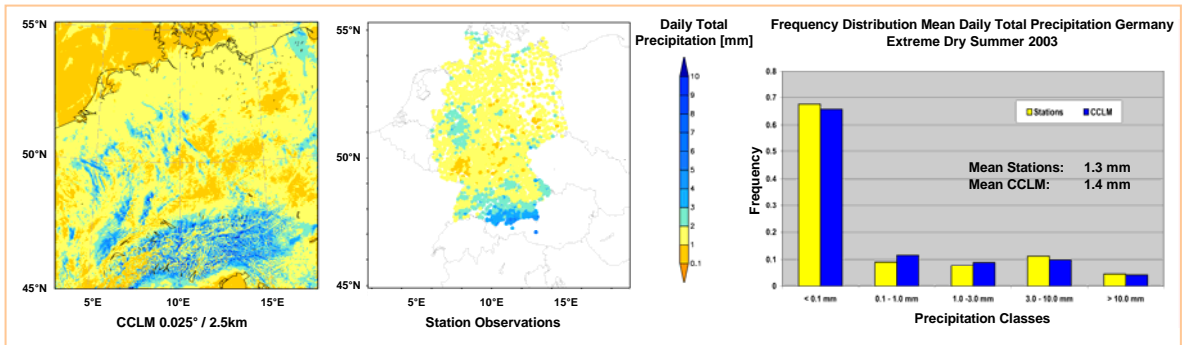 55°N
50°N
45°N
5°E
10°E
15°E
CCLM 0.025° / 2.5km
55°N
50°N
45°N
5°E
10°E
15°E
Station Observations
Daily Total
Precipitation [mm]
10
9
8
7
6
5
4
3
2
1
0.1
Frequency Distribution Mean Daily Total Precipitation Germany
Extreme Dry Summer 2003
Frequency
0.8
0.7
0.6
0.5
0.4
0.3
0.2
0.1
0
Stations
CCLM
Mean Stations: 1.3 mm
Mean CCLM: 1.4 mm
< 0.1 mm
0.1 - 1.0 mm
1.0 -3.0 mm
3.0 - 10.0 mm
> 10.0 mm
Precipitation Classes